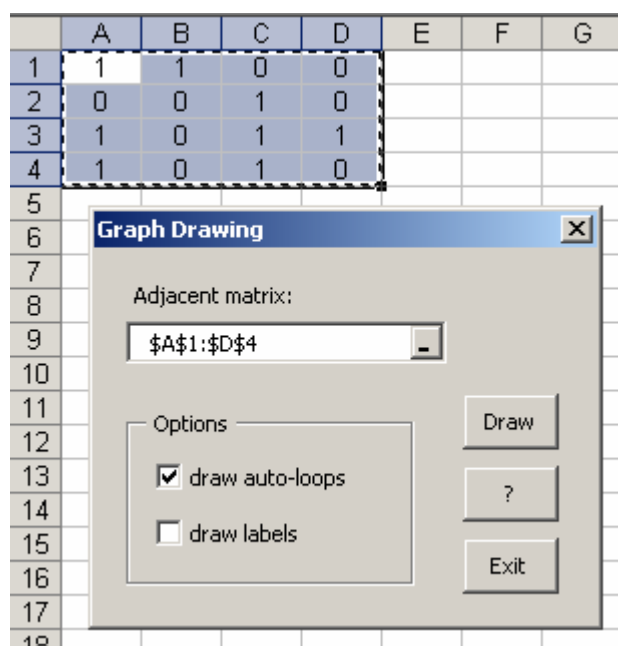 A B C D E F G
1 1 1 0 0
2 0 0 1 0
3 1 0 1 1
4 1 0 1 0
5
6 Graph Drawing
7
8 Adjacent matrix:
9 $A$1:$D$4
10
11 Options Draw
12
13 draw auto-loops
14 ?
15 draw labels
16 Exit
17
18